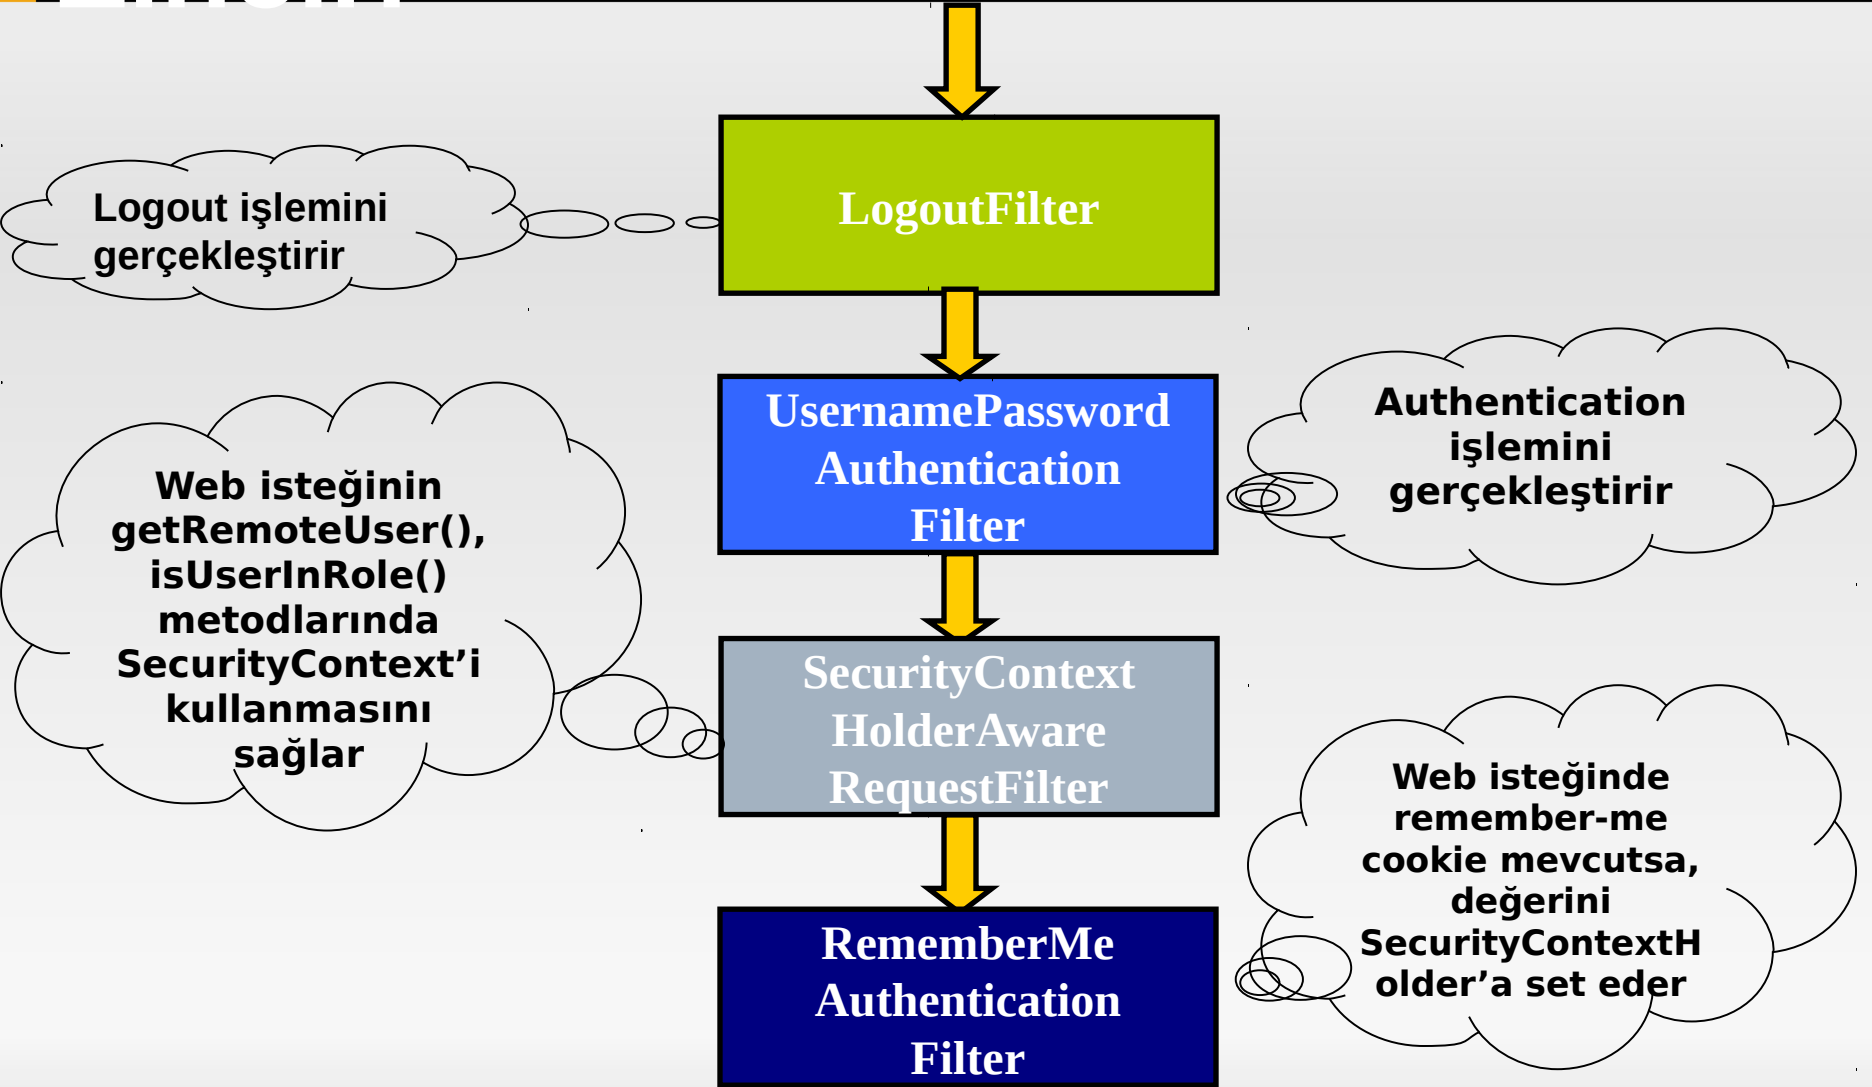 LogoutFilter
Logout işlemini
gerçekleştirir
UsernamePassword
Authentication
Filter
Authentication
işlemini
gerçekleştirir
Web isteğinin
getRemoteUser(),
isUserInRole()
metodlarında
SecurityContext’i
kullanmasını
sağlar
SecurityContext
HolderAware
RequestFilter
Web isteğinde
remember-me
cookie mevcutsa,
değerini
SecurityContextH
older’a set eder
RememberMe
Authentication
Filter